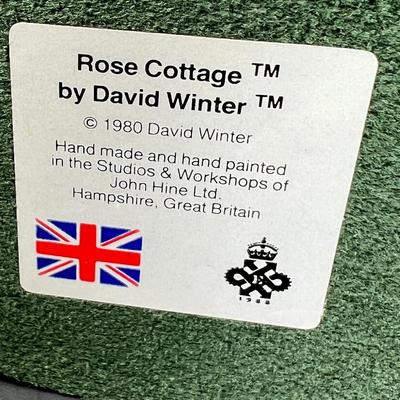 Rose Cottage ™
by David Winter ™
© 1980 David Winter
Hand made and hand painted
in the Studios & Workshops of
John Hine Ltd.
Hampshire, Great Britain
1988